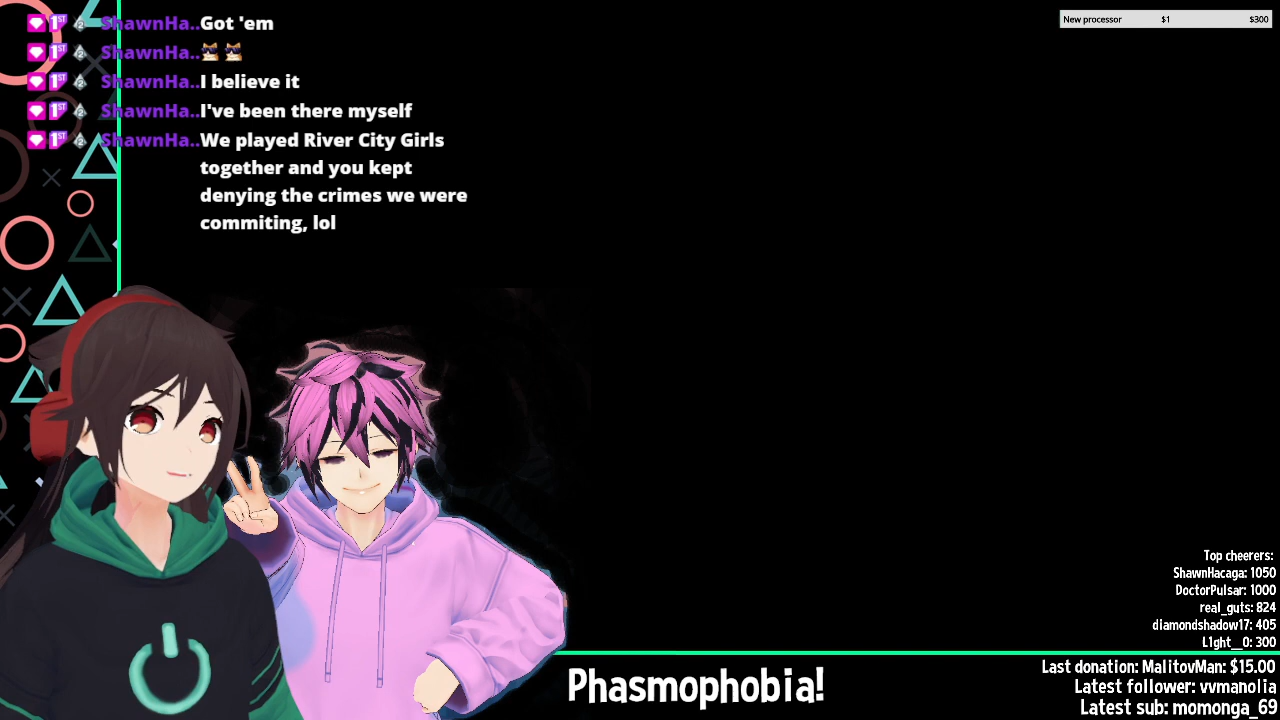 ShawnHa..Got 'em
ShawnHa..
ShawnHa..I believe it
ShawnHa..I've been there myself
ShawnHa..We played River City Girls
together and you kept
denying the crimes we were
commiting, lol
New processor $1 $300
Top cheerers:
ShawnHacaga: 1050
DoctorPulsar: 1000
real_guts: 824
diamondshadow17: 405
L1ght__0: 300
Phasmophobia!
Last donation: MalitovMan: $15.00
Latest follower: vvmanolia
Latest sub: momonga_69